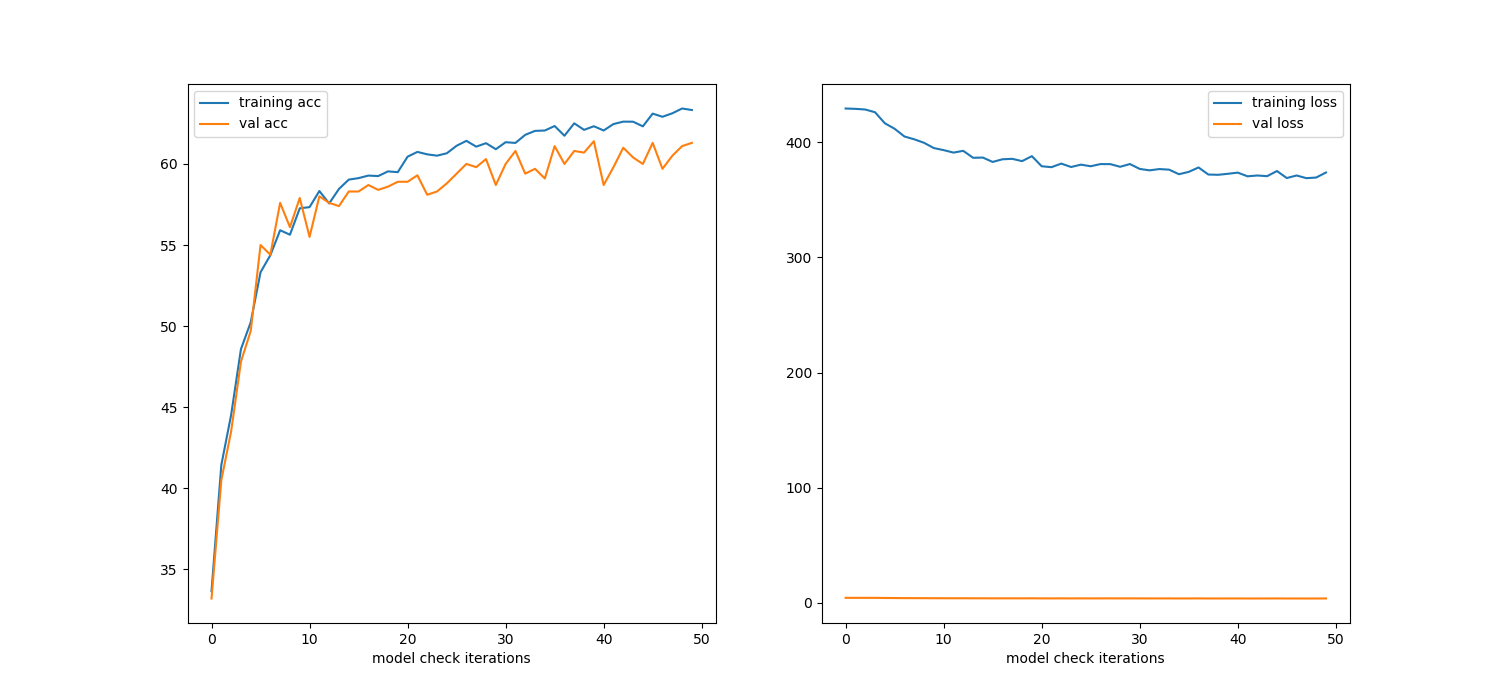 training acc
val acc
60
55
50
45
40
35
0 10 20 30 40 50
model check iterations
training loss
val loss
400
300
200
100
0
0 10 20 30 40 50
model check iterations